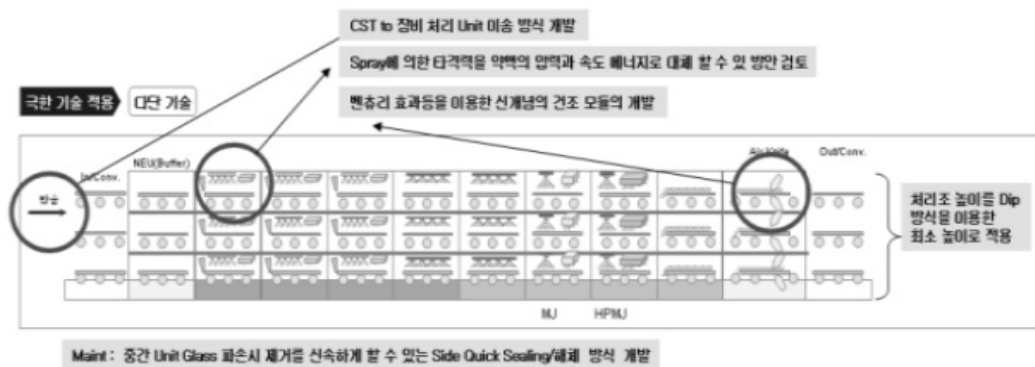 CST to 장비 처리 Unit 이송 방식 개발
Spray에 의한 타격력을 약액의 압력과 속도 에너지로 대체 할 수 있 방안 검토
벤츄리 효과등을 이용한 신개념의 건조 모듈의 개발
극한 기술 적용
다단 기술
NEU(Buffer)
In/Conv.
Air Knife
Out/Conv.
처리조 높이를 Dip
방식을 이용한
최소 높이로 적용
MJ
HPMJ
Maint : 중간 Unit Glass 파손시 제거를 신속하게 할 수 있는 Side Quick Sealing/해체 방식 개발